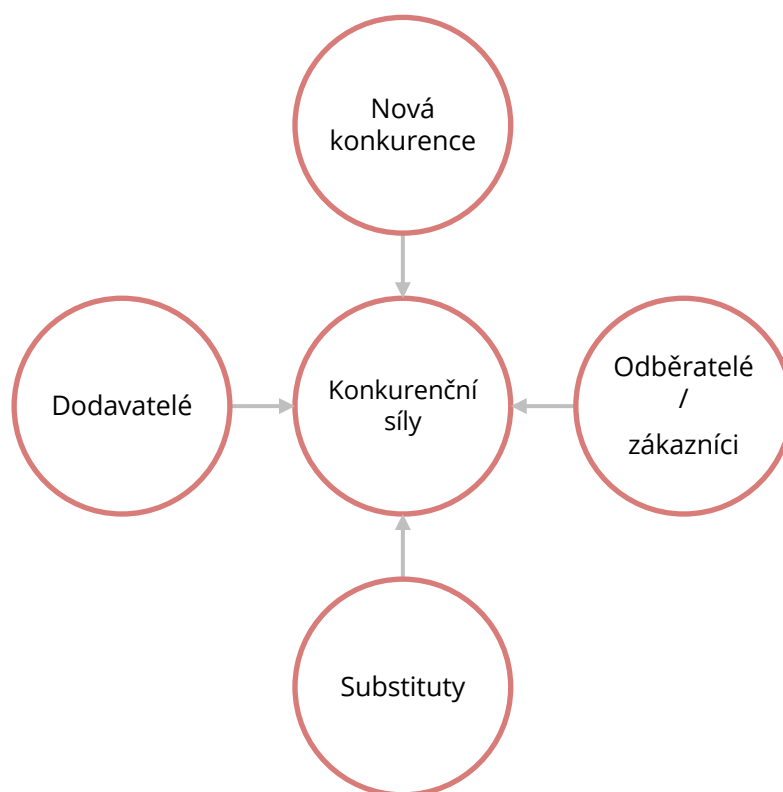 Nová
konkurence
Dodavatelé
Konkurenční
síly
Odběratelé
/
zákazníci
Substituty